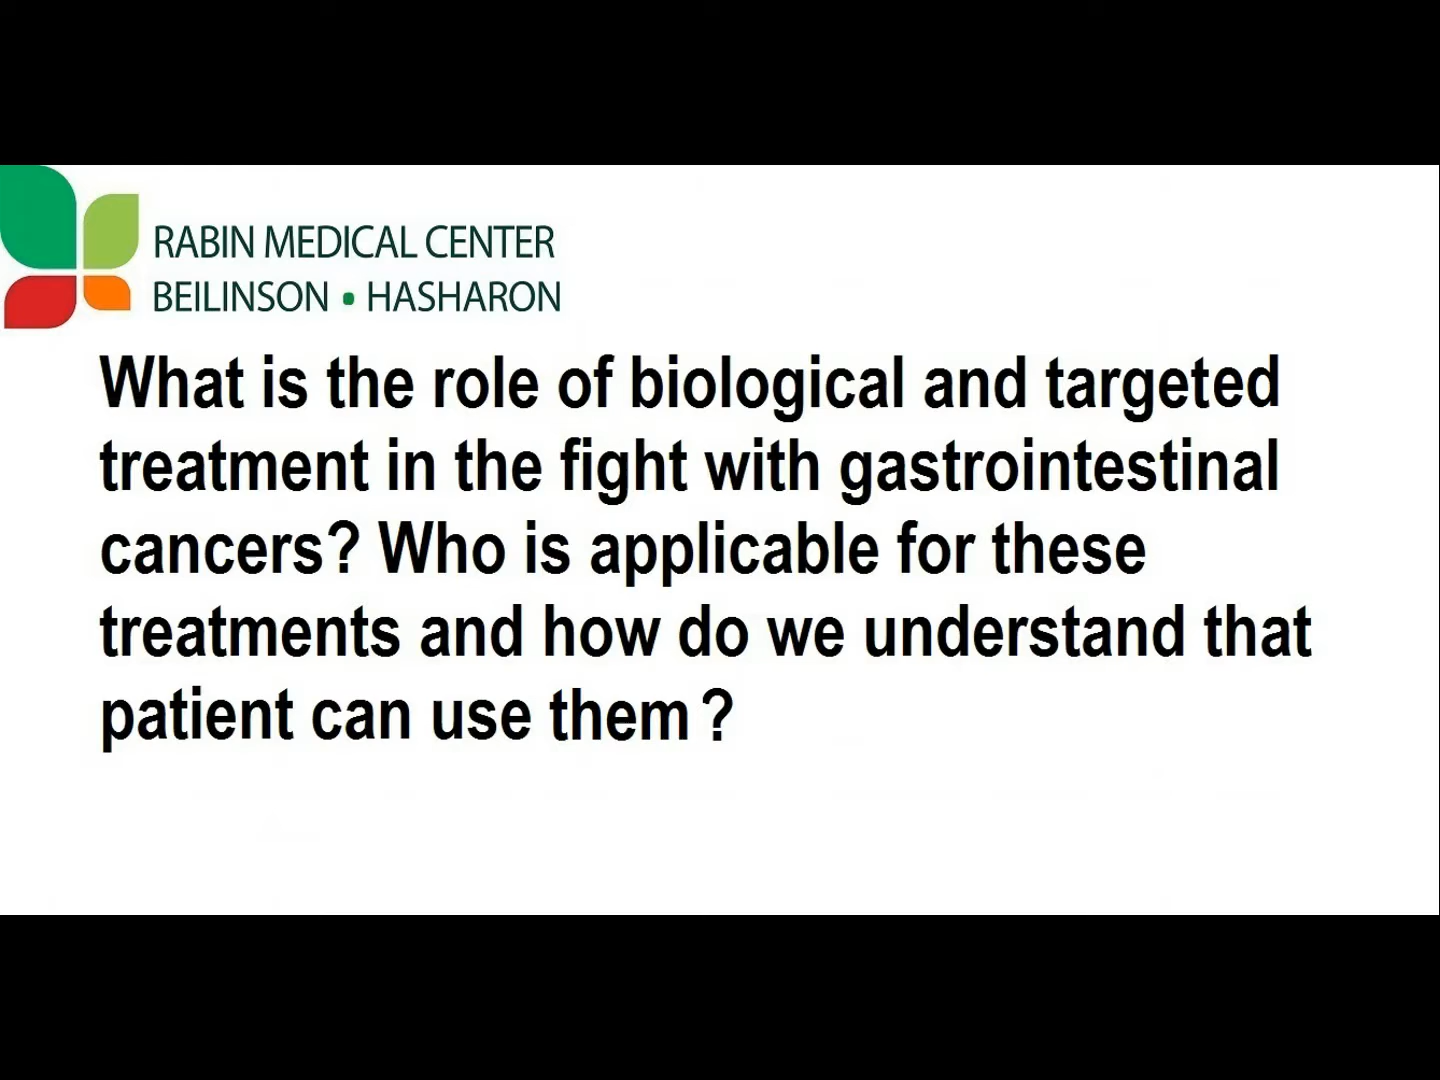 RABIN MEDICAL CENTER
BEILINSON • HASHARON
What is the role of biological and targeted
treatment in the fight with gastrointestinal
cancers? Who is applicable for these
treatments and how do we understand that
patient can use them ?